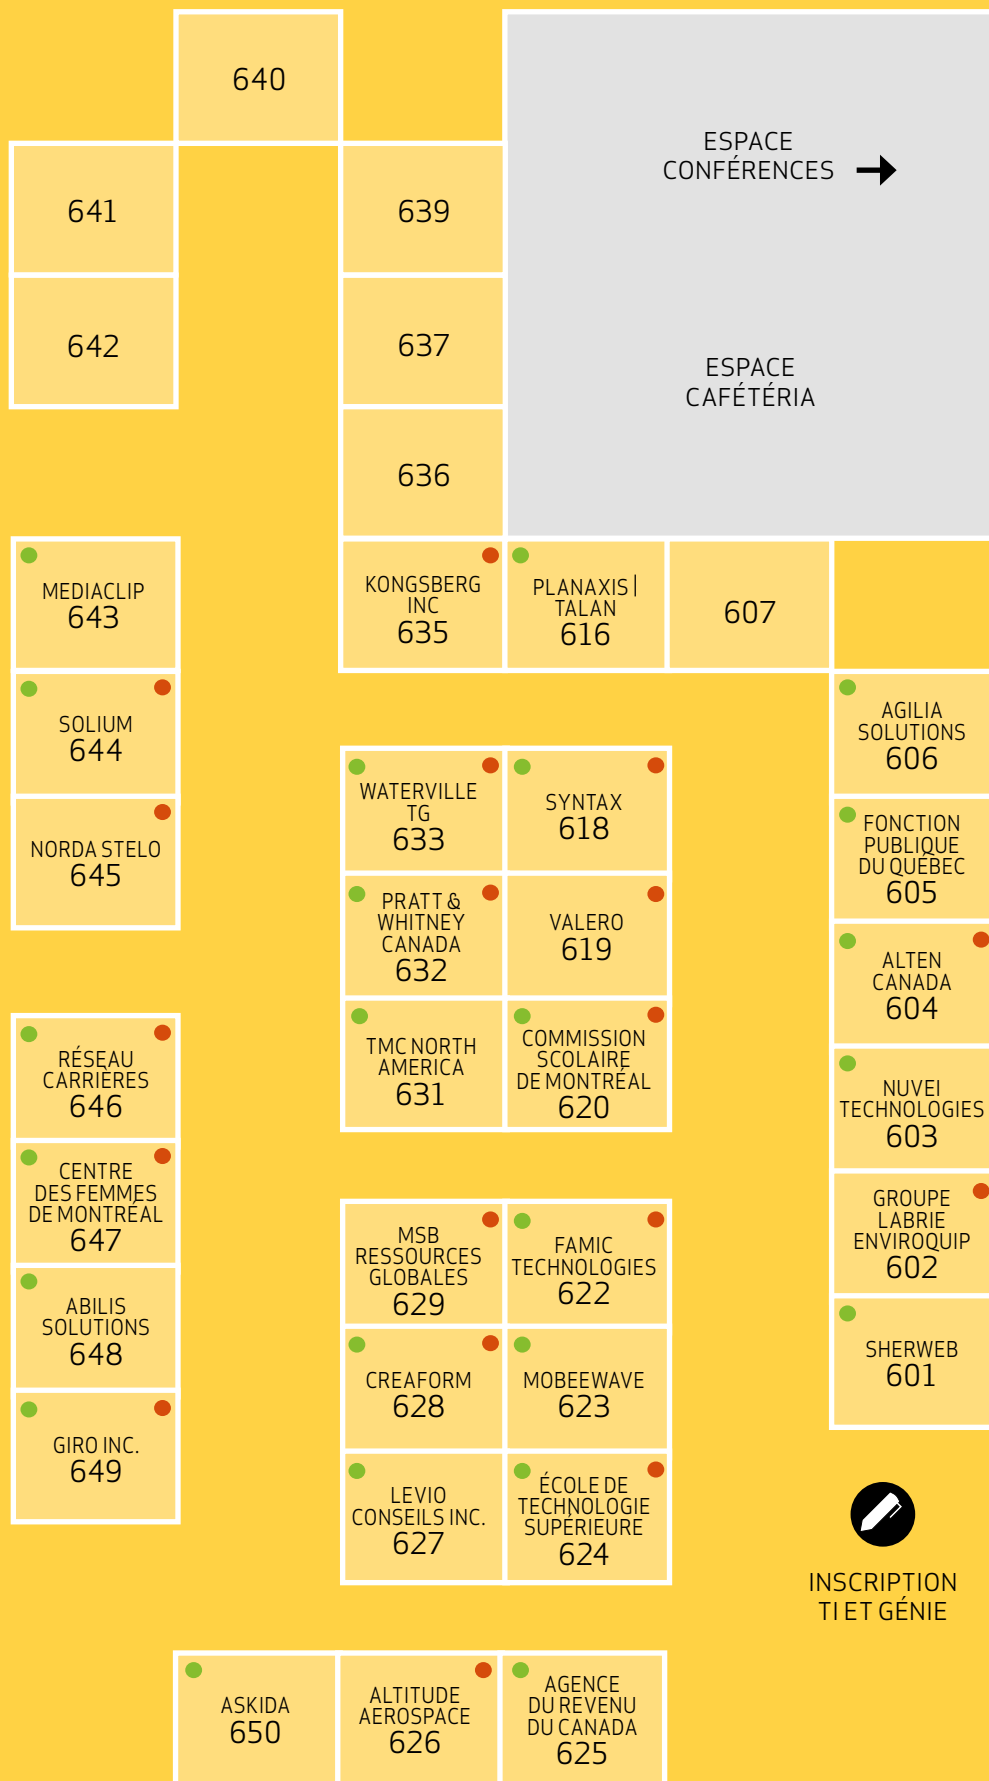 640
ESPACE
CONFÉRENCES
641
639
642
637
ESPACE
CAFÉTÉRIA
636
MEDIACLIP
643
KONGSBERG
INC
635
PLANAXIS |
TALAN
616
607
SOLIUM
644
AGILIA
SOLUTIONS
606
NORDA STELO
645
WATERVILLE
TG
633
SYNTAX
618
FONCTION
PUBLIQUE
DU QUÉBEC
605
PRATT &
WHITNEY
CANADA
632
VALERO
619
ALTEN
CANADA
604
RÉSEAU
CARRIÈRES
646
TMC NORTH
AMERICA
631
COMMISSION
SCOLAIRE
DE MONTRÉAL
620
NUVEI
TECHNOLOGIES
603
CENTRE
DES FEMMES
DE MONTRÉAL
647
MSB
RESSOURCES
GLOBALES
629
FAMIC
TECHNOLOGIES
622
GROUPE
LABRIE
ENVIROQUIP
602
ABILIS
SOLUTIONS
648
CREAFORM
628
MOBEEWAVE
623
SHERWEB
601
GIRO INC.
649
LEVIO
CONSEILS INC.
627
ÉCOLE DE
TECHNOLOGIE
SUPÉRIEURE
624
INSCRIPTION
TI ET GÉNIE
ASKIDA
650
ALTITUDE
AEROSPACE
626
AGENCE
DU REVENU
DU CANADA
625